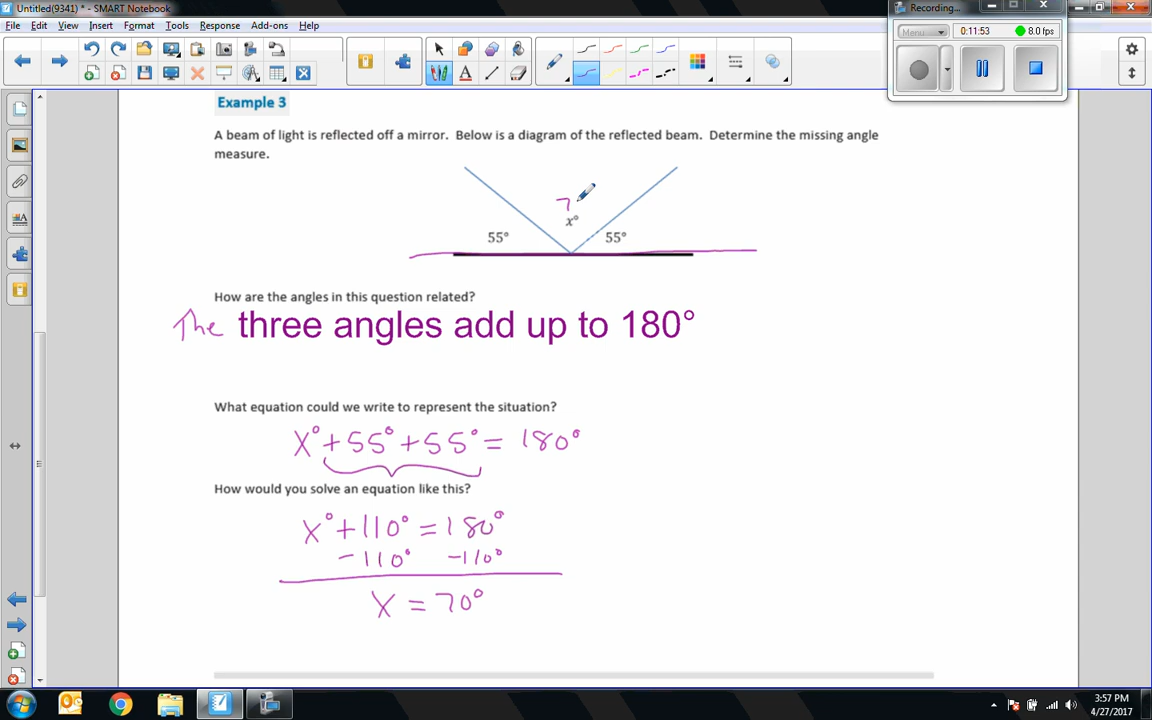 Untitled(9341) * - SMART Notebook
Recording...
File Edit View Insert Format Tools Response Add-ons Help
Menu 0:11:53 8.0 fps
Example 3
A beam of light is reflected off a mirror. Below is a diagram of the reflected beam. Determine the missing angle
measure.
7
x°
55° 55°
How are the angles in this question related?
The three angles add up to 180°
What equation could we write to represent the situation?
x° + 55° + 55° = 180°
How would you solve an equation like this?
x° + 110° = 180°
- 110° - 110°
x = 70°
3:57 PM
4/27/2017